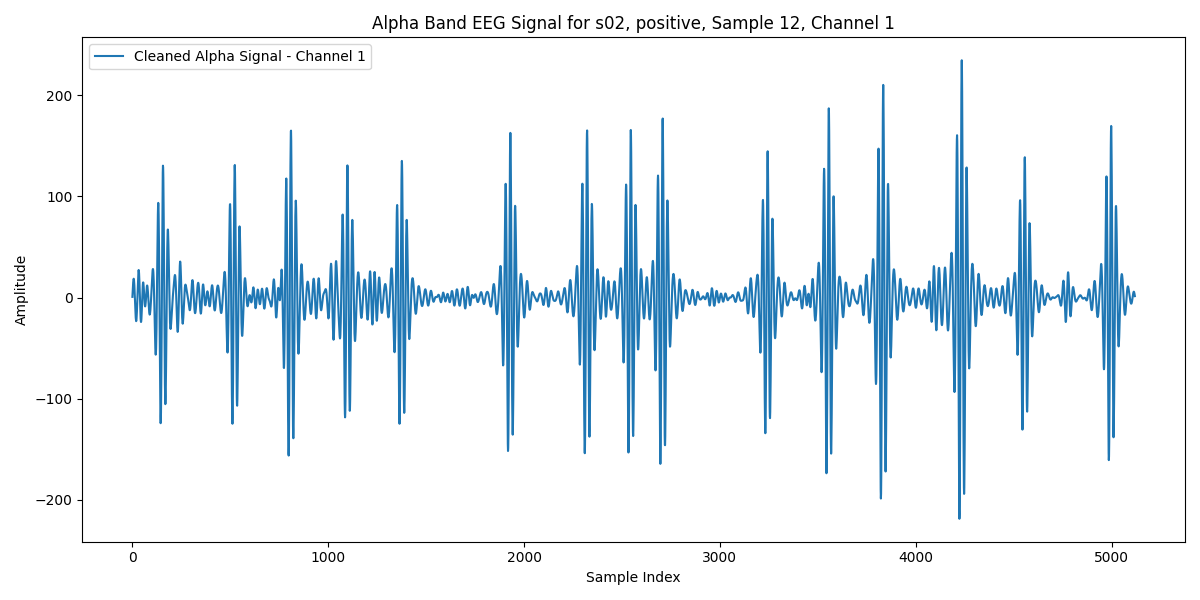 Alpha Band EEG Signal for s02, positive, Sample 12, Channel 1
Cleaned Alpha Signal - Channel 1
Amplitude
200
100
0
−100
−200
0 1000 2000 3000 4000 5000
Sample Index